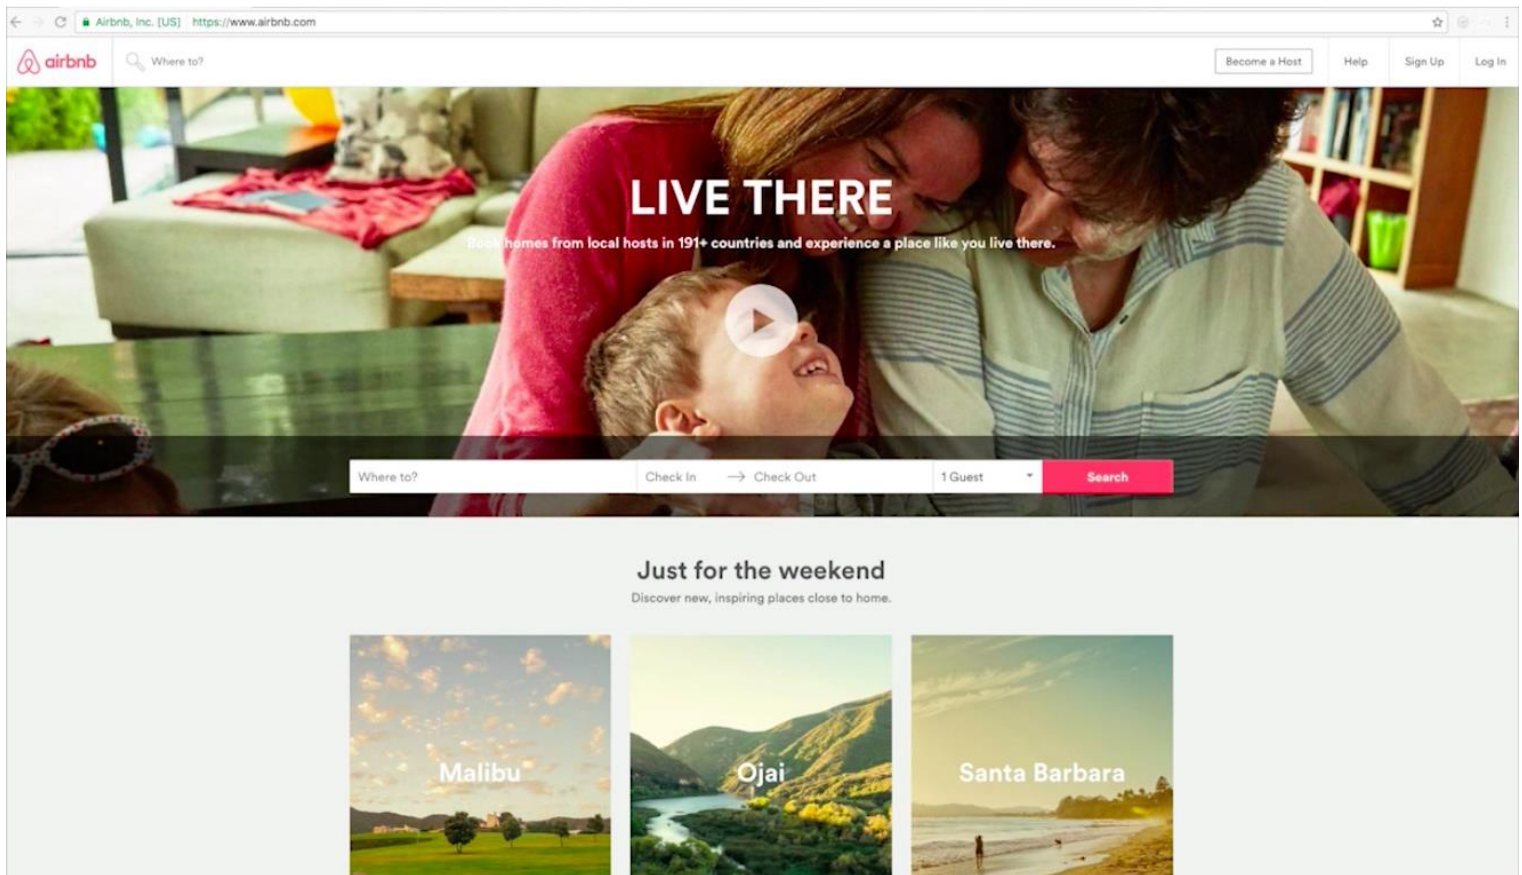 Airbnb, Inc. [US] https://www.airbnb.com
airbnb Where to? Become a Host Help Sign Up Log In
LIVE THERE
Book homes from local hosts in 191+ countries and experience a place like you live there.
Where to? Check In → Check Out 1 Guest Search
Just for the weekend
Discover new, inspiring places close to home.
Malibu Ojai Santa Barbara